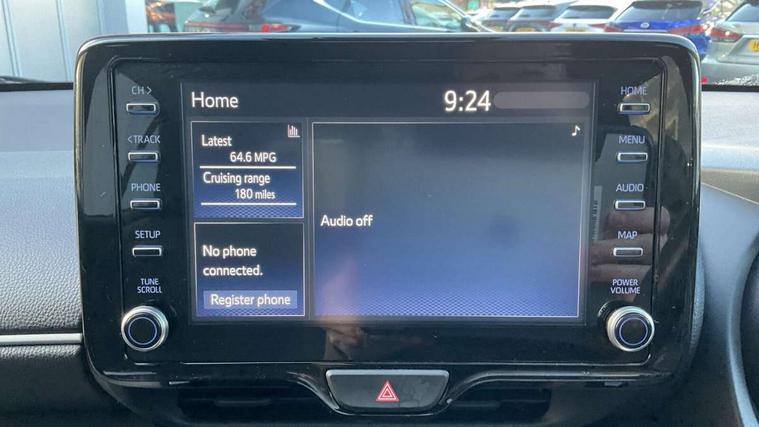 CH >
< TRACK
PHONE
SETUP
TUNE
SCROLL
Home
9:24
Latest
64.6 MPG
Cruising range
180 miles
No phone
connected.
Register phone
Audio off
HOME
MENU
AUDIO
MAP
POWER
VOLUME